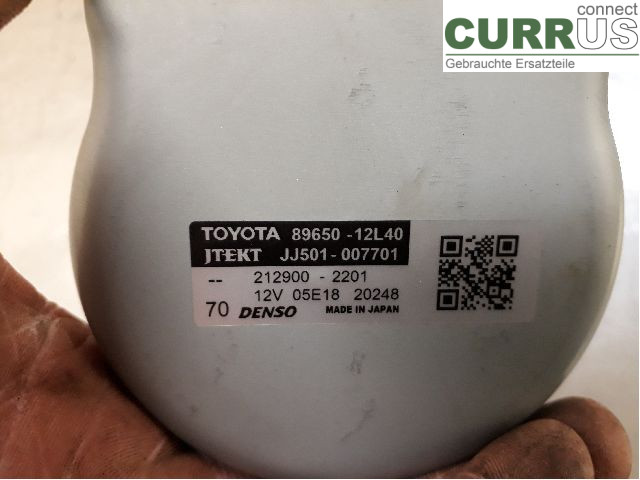 connect
CURRUS
Gebrauchte Ersatzteile
TOYOTA 89650 -12L40
JTEKT JJ501-007701
-- 212900 - 2201
12V 05E18 20248
70 DENSO MADE IN JAPAN